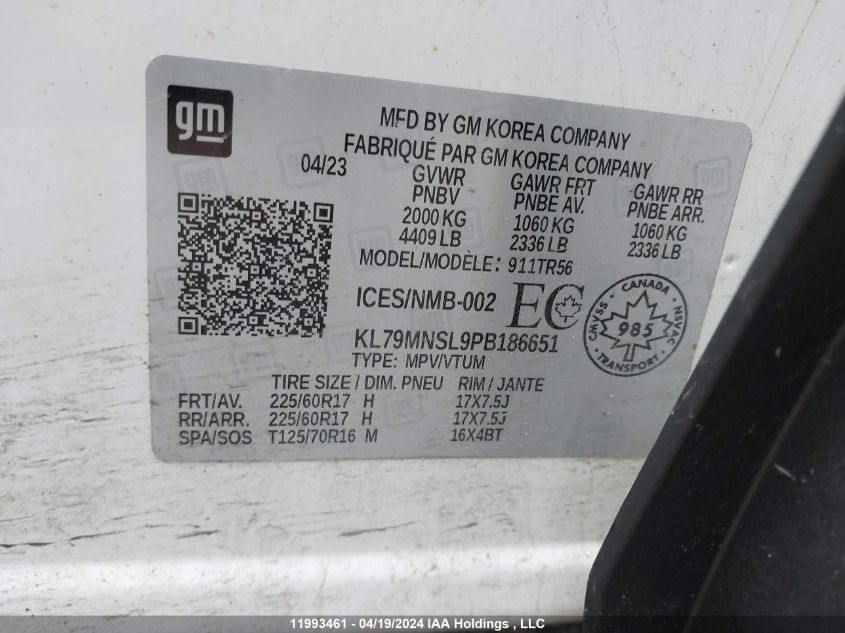 gm
MFD BY GM KOREA COMPANY
FABRIQUÉ PAR GM KOREA COMPANY
04/23
GVWR GAWR FRT GAWR RR
PNBV PNBE AV. PNBE ARR.
2000 KG 1060 KG 1060 KG
4409 LB 2336 LB 2336 LB
MODEL/MODÈLE: 911TR56
ICES/NMB-002 EC
CANADA
CMVSS 985 NSVAC
TRANSPORT
KL79MNSL9PB186651
TYPE: MPV/VTUM
TIRE SIZE / DIM. PNEU RIM / JANTE
FRT/AV. 225/60R17 H 17X7.5J
RR/ARR. 225/60R17 H 17X7.5J
SPA/SOS T125/70R16 M 16X4BT
11993461 - 04/19/2024 IAA Holdings , LLC